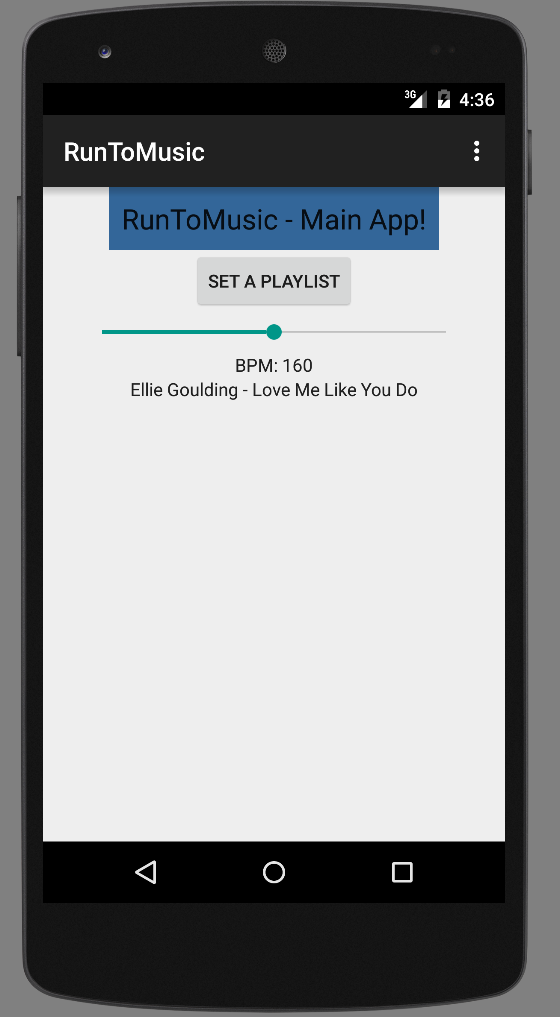 3G 4:36
RunToMusic
RunToMusic - Main App!
SET A PLAYLIST
BPM: 160
Ellie Goulding - Love Me Like You Do